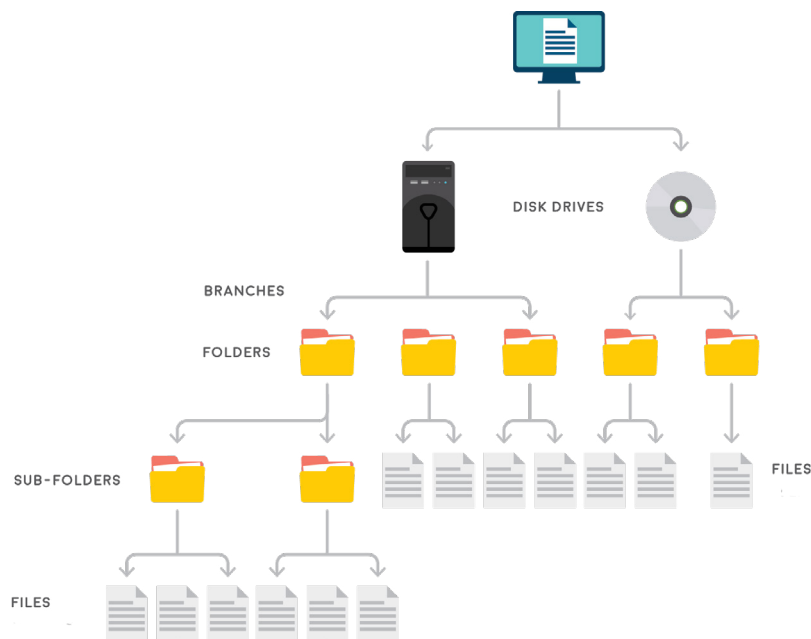 DISK DRIVES
BRANCHES
FOLDERS
SUB-FOLDERS
FILES
FILES